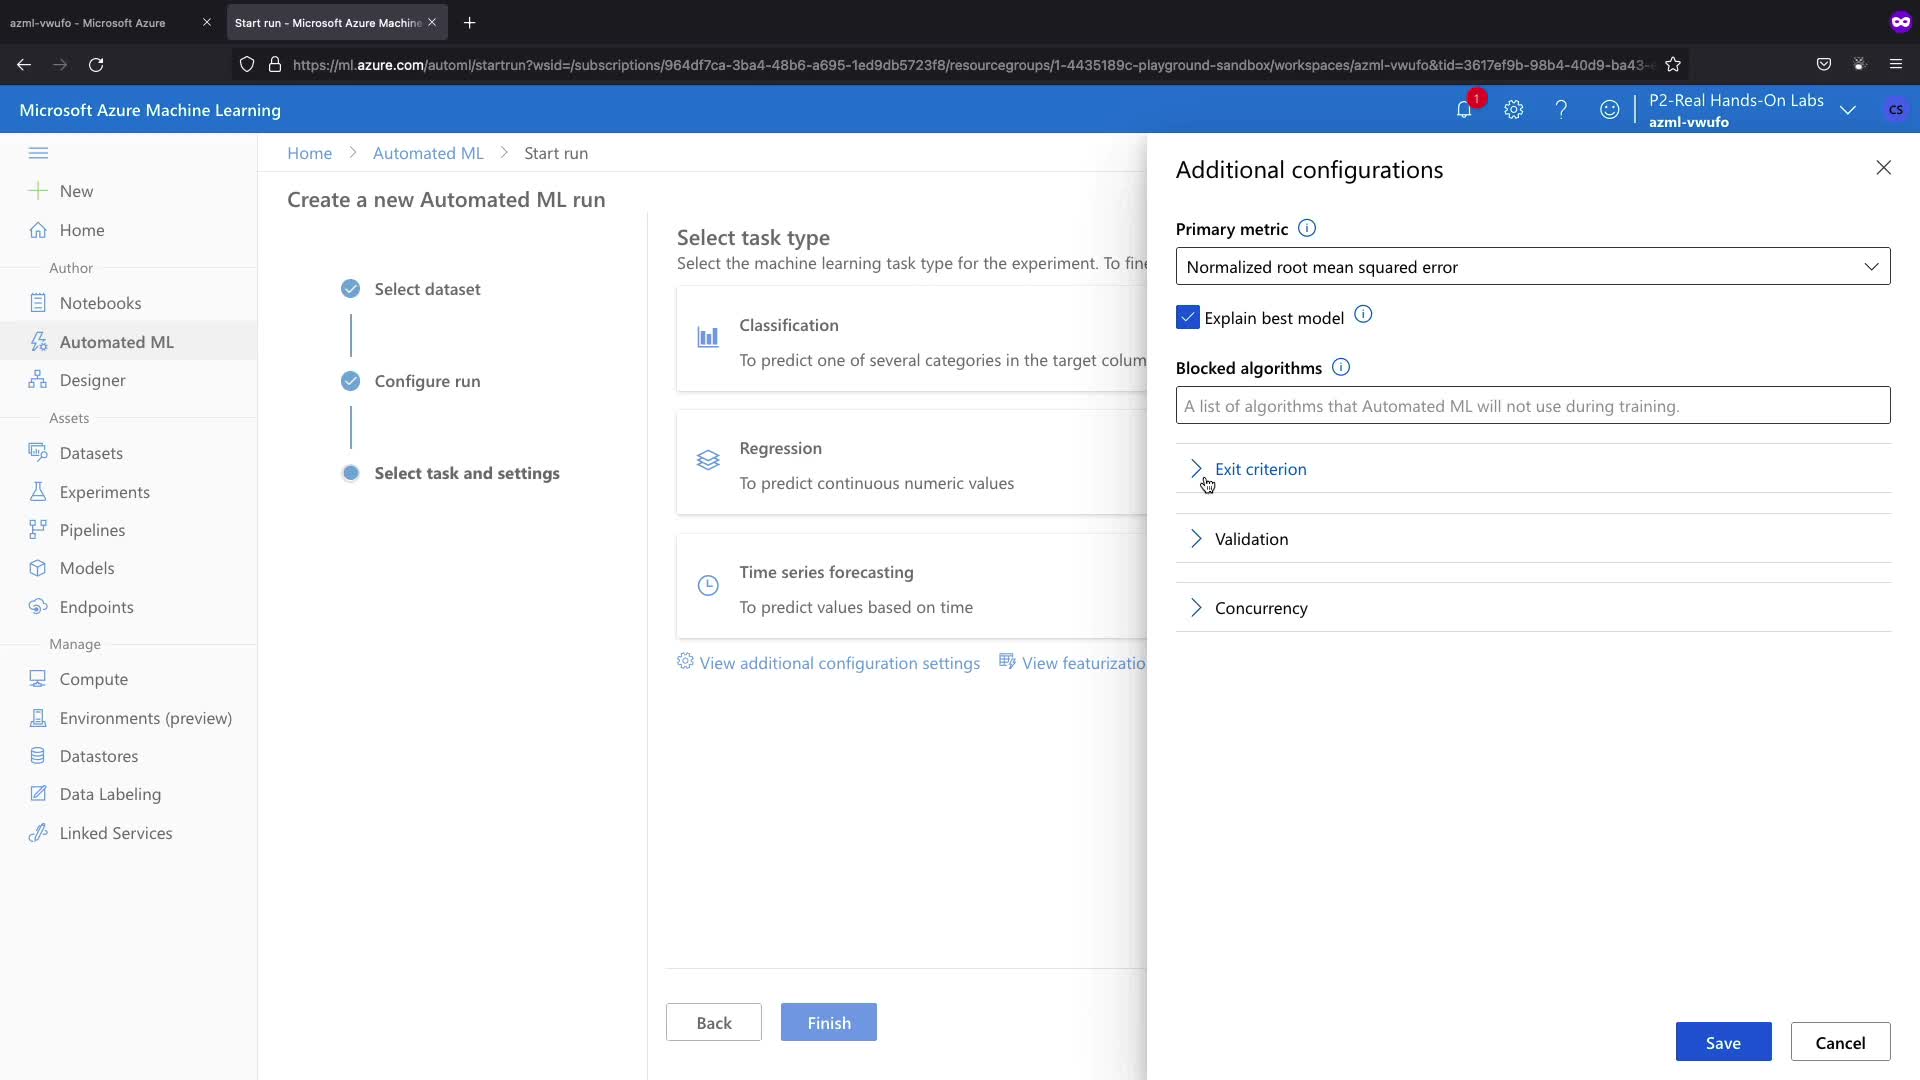 azml-vwufo - Microsoft Azure
Start run - Microsoft Azure Machine
https://ml.azure.com/automl/startrun?wsid=/subscriptions/964df7ca-3ba4-48b6-a695-1ed9db5723f8/resourcegroups/1-4435189c-playground-sandbox/workspaces/azml-vwufo&tid=3617ef9b-98b4-40d9-ba43-
Microsoft Azure Machine Learning
1
P2-Real Hands-On Labs
azml-vwufo
CS
New
Home
Author
Notebooks
Automated ML
Designer
Assets
Datasets
Experiments
Pipelines
Models
Endpoints
Manage
Compute
Environments (preview)
Datastores
Data Labeling
Linked Services
Home > Automated ML > Start run
Create a new Automated ML run
Select dataset
Configure run
Select task and settings
Select task type
Select the machine learning task type for the experiment. To fine
Classification
To predict one of several categories in the target colum
Regression
To predict continuous numeric values
Time series forecasting
To predict values based on time
View additional configuration settings
View featurizatio
Back
Finish
Additional configurations
Primary metric
Normalized root mean squared error
Explain best model
Blocked algorithms
A list of algorithms that Automated ML will not use during training.
Exit criterion
Validation
Concurrency
Save
Cancel